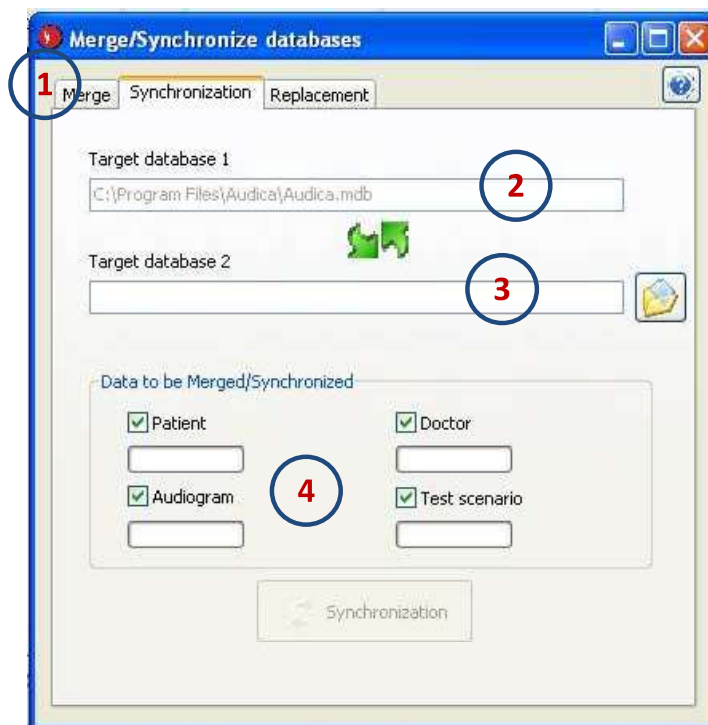 Merge/Synchronize databases
1
Merge Synchronization Replacement
Target database 1
C:\Program Files\Audica\Audica.mdb
2
Target database 2
3
Data to be Merged/Synchronized
Patient Doctor
Audiogram 4 Test scenario
Synchronization